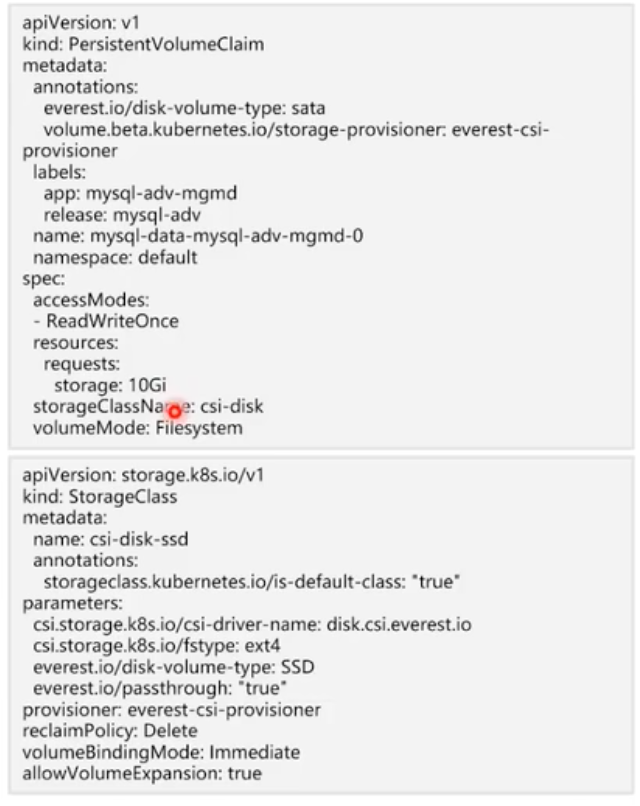 apiVersion: v1
kind: PersistentVolumeClaim
metadata:
  annotations:
    everest.io/disk-volume-type: sata
    volume.beta.kubernetes.io/storage-provisioner: everest-csi-
provisioner
  labels:
    app: mysql-adv-mgmd
    release: mysql-adv
  name: mysql-data-mysql-adv-mgmd-0
  namespace: default
spec:
  accessModes:
  - ReadWriteOnce
  resources:
    requests:
      storage: 10Gi
  storageClassName: csi-disk
  volumeMode: Filesystem
apiVersion: storage.k8s.io/v1
kind: StorageClass
metadata:
  name: csi-disk-ssd
  annotations:
    storageclass.kubernetes.io/is-default-class: "true"
parameters:
  csi.storage.k8s.io/csi-driver-name: disk.csi.everest.io
  csi.storage.k8s.io/fstype: ext4
  everest.io/disk-volume-type: SSD
  everest.io/passthrough: "true"
provisioner: everest-csi-provisioner
reclaimPolicy: Delete
volumeBindingMode: Immediate
allowVolumeExpansion: true